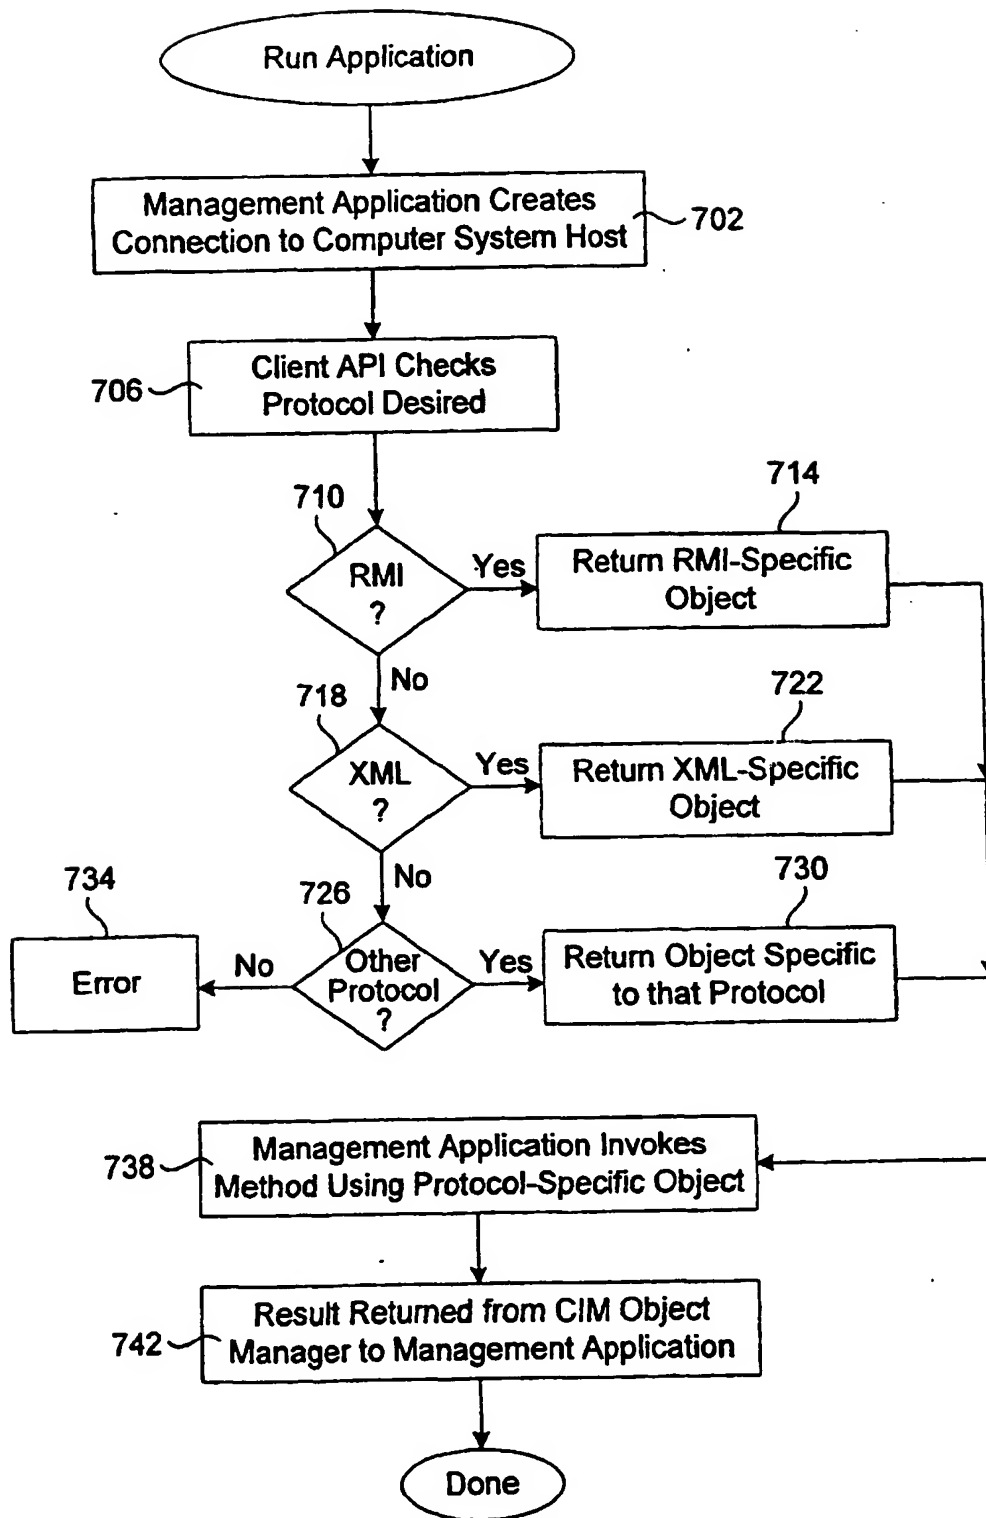 Run Application
Management Application Creates
Connection to Computer System Host
702
Client API Checks
Protocol Desired
706
710
RMI
?
Yes
714
Return RMI-Specific
Object
No
718
XML
?
Yes
722
Return XML-Specific
Object
No
726
Other
Protocol
?
Yes
730
Return Object Specific
to that Protocol
No
734
Error
Management Application Invokes
Method Using Protocol-Specific Object
738
Result Returned from CIM Object
Manager to Management Application
742
Done